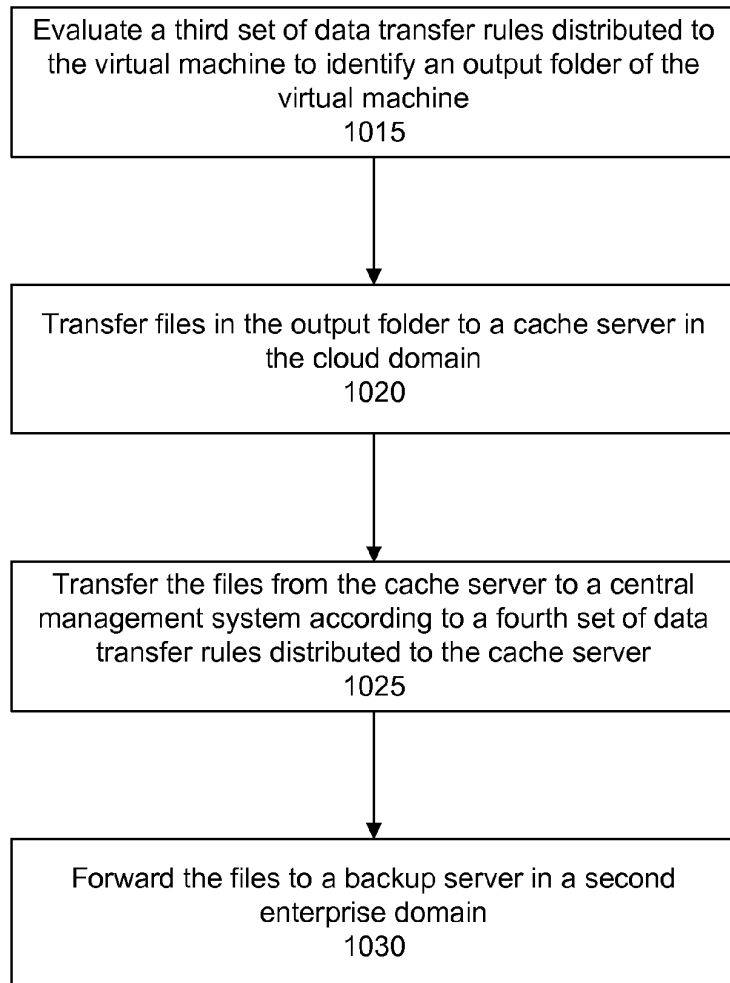 Evaluate a third set of data transfer rules distributed to
the virtual machine to identify an output folder of the
virtual machine
1015
Transfer files in the output folder to a cache server in
the cloud domain
1020
Transfer the files from the cache server to a central
management system according to a fourth set of data
transfer rules distributed to the cache server
1025
Forward the files to a backup server in a second
enterprise domain
1030